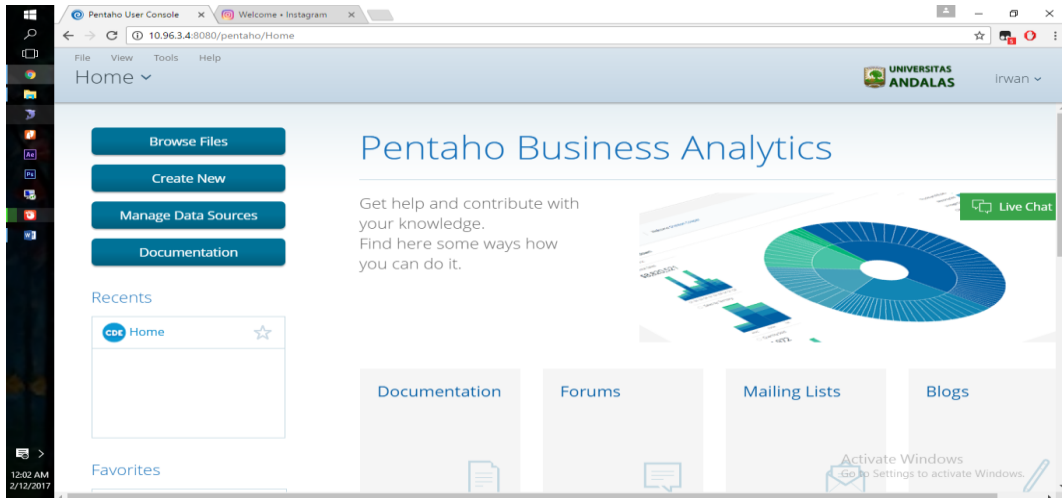 Pentaho User Console
Welcome • Instagram
10.96.3.4:8080/pentaho/Home
File View Tools Help
Home
UNIVERSITAS
ANDALAS
irwan
Browse Files
Create New
Manage Data Sources
Documentation
Pentaho Business Analytics
Get help and contribute with
your knowledge.
Find here some ways how
you can do it.
Live Chat
Recents
CDE Home
Documentation
Forums
Mailing Lists
Blogs
Favorites
Activate Windows
Go to Settings to activate Windows.
Ae
Ps
12:02 AM
2/12/2017